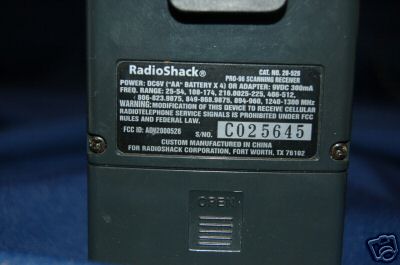 RadioShack®
CAT. NO. 20-526
PRO-96 SCANNING RECEIVER
POWER: DC6V ("AA" BATTERY X 4) OR ADAPTER: 9VDC 300mA
FREQ. RANGE: 25-54, 108-174, 216.0025-225, 406-512,
806-823.9875, 849-868.9875, 894-960, 1240-1300 MHz
WARNING: MODIFICATION OF THIS DEVICE TO RECEIVE CELLULAR
RADIOTELEPHONE SERVICE SIGNALS IS PROHIBITED UNDER FCC
RULES AND FEDERAL LAW.
FCC ID: ADV2000526 S/NO. C025645
CUSTOM MANUFACTURED IN CHINA
FOR RADIOSHACK CORPORATION, FORT WORTH, TX 76102
OPEN